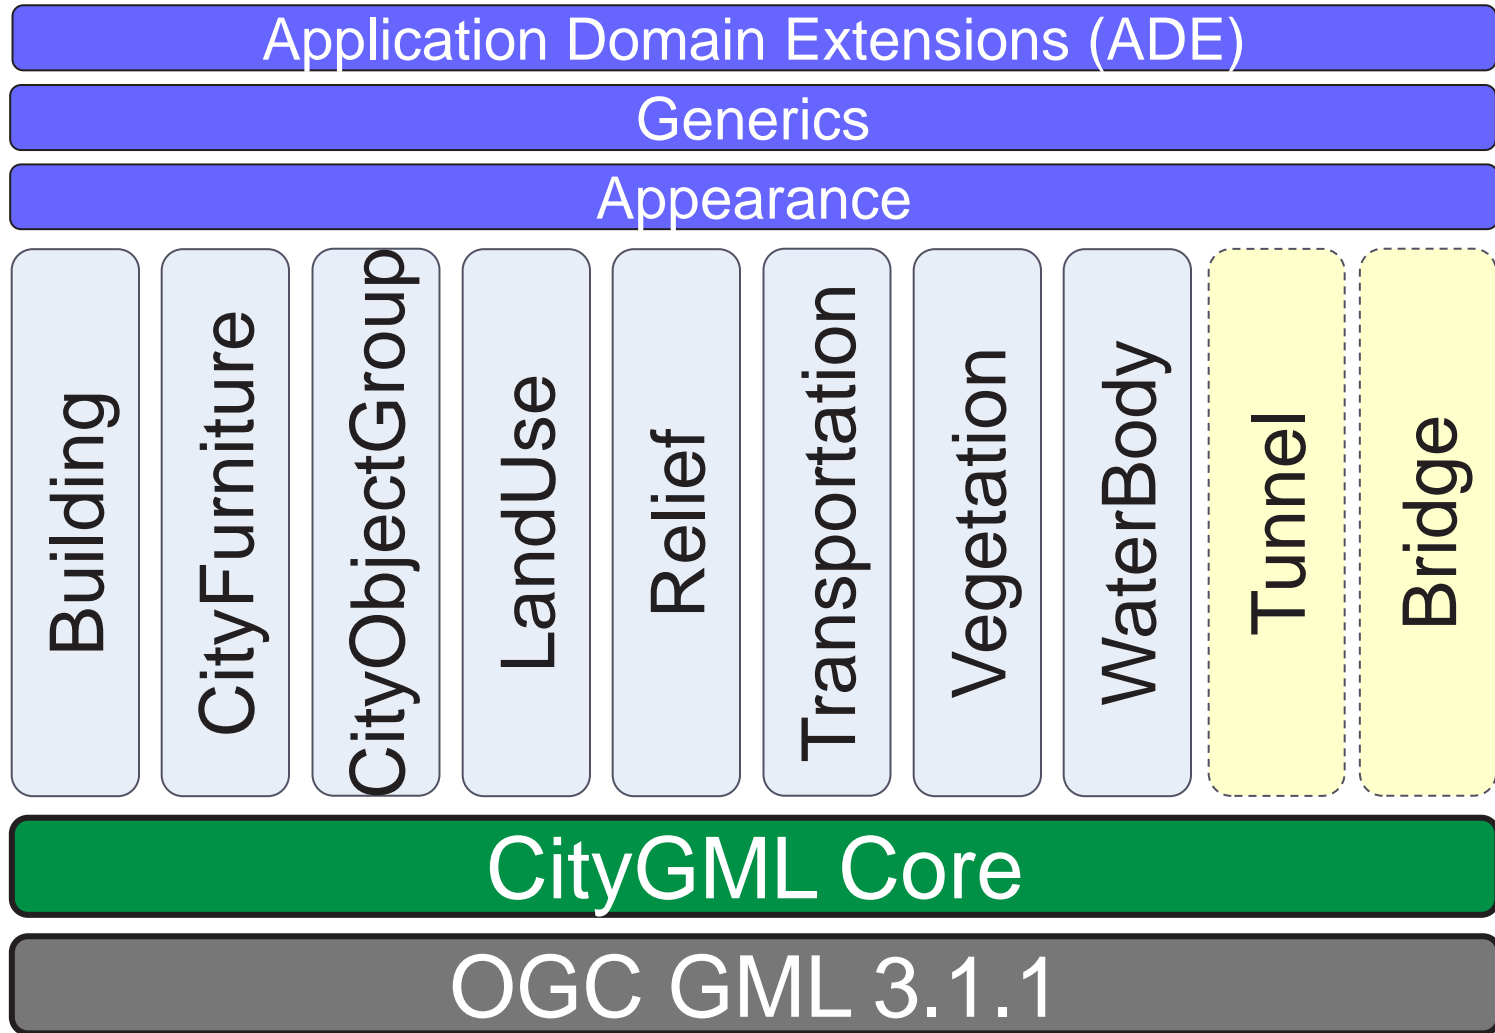 Application Domain Extensions (ADE)
Generics
Appearance
Building
CityFurniture
CityObjectGroup
LandUse
Relief
Transportation
Vegetation
WaterBody
Tunnel
Bridge
CityGML Core
OGC GML 3.1.1